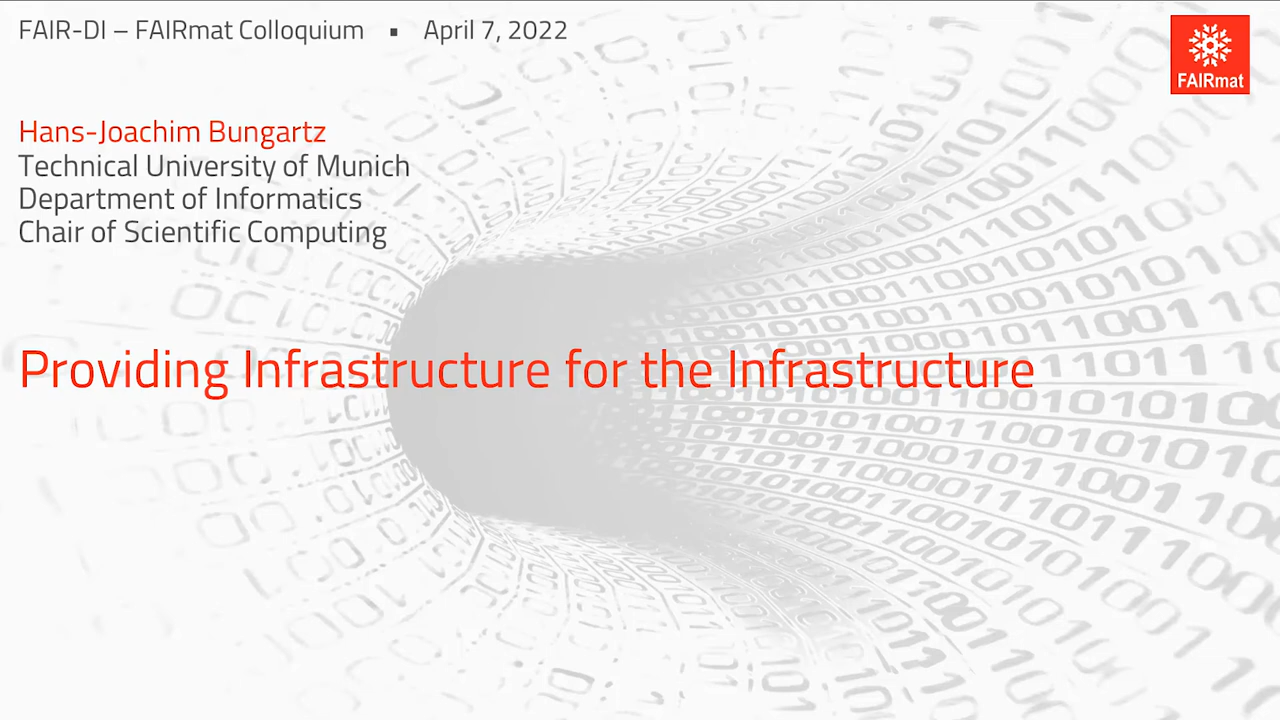 FAIR-DI – FAIRmat Colloquium ▪ April 7, 2022
FAIRmat
Hans-Joachim Bungartz
Technical University of Munich
Department of Informatics
Chair of Scientific Computing
Providing Infrastructure for the Infrastructure